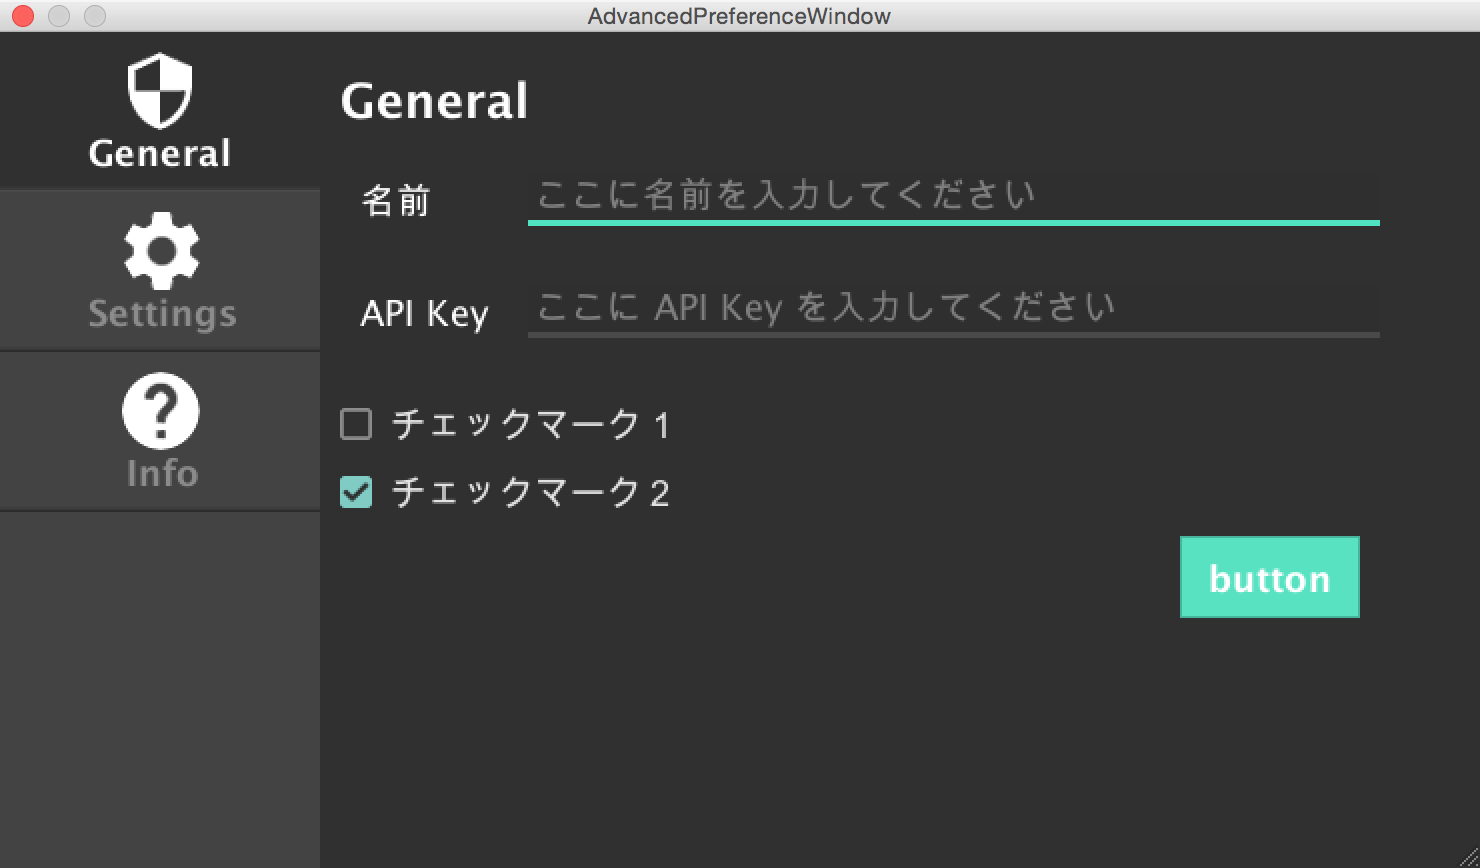 AdvancedPreferenceWindow
General
Settings
Info
General
名前 ここに名前を入力してください
API Key ここに API Key を入力してください
チェックマーク 1
チェックマーク 2
button